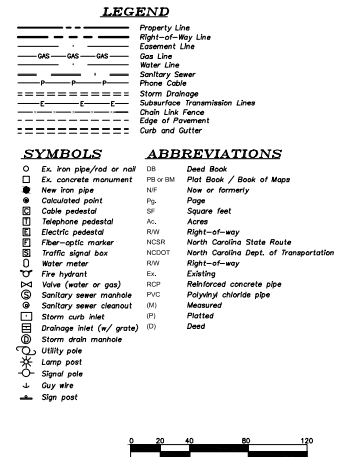 LEGEND
Property Line
Right-of-Way Line
Easement Line
GAS GAS GAS Gas Line
Water Line
Sanitary Sewer
P P P Phone Cable
Storm Drainage
E E E Subsurface Transmission Lines
Chain Link Fence
Edge of Pavement
Curb and Gutter
SYMBOLS
Ex. iron pipe/rod or nail
Ex. concrete monument
New iron pipe
Calculated point
C Cable pedestal
T Telephone pedestal
E Electric pedestal
F Fiber-optic marker
S Traffic signal box
Water meter
Fire hydrant
Valve (water or gas)
S Sanitary sewer manhole
Sanitary sewer cleanout
Storm curb inlet
Drainage inlet (w/ grate)
D Storm drain manhole
Utility pole
Lamp post
Signal pole
Guy wire
Sign post
ABBREVIATIONS
DB Deed Book
PB or BM Plat Book / Book of Maps
N/F Now or formerly
Pg. Page
SF Square feet
Ac. Acres
R/W Right-of-way
NCSR North Carolina State Route
NCDOT North Carolina Dept. of Transportation
R/W Right-of-way
Ex. Existing
RCP Reinforced concrete pipe
PVC Polyvinyl chloride pipe
(M) Measured
(P) Platted
(D) Deed
0 20 40 60 80 120